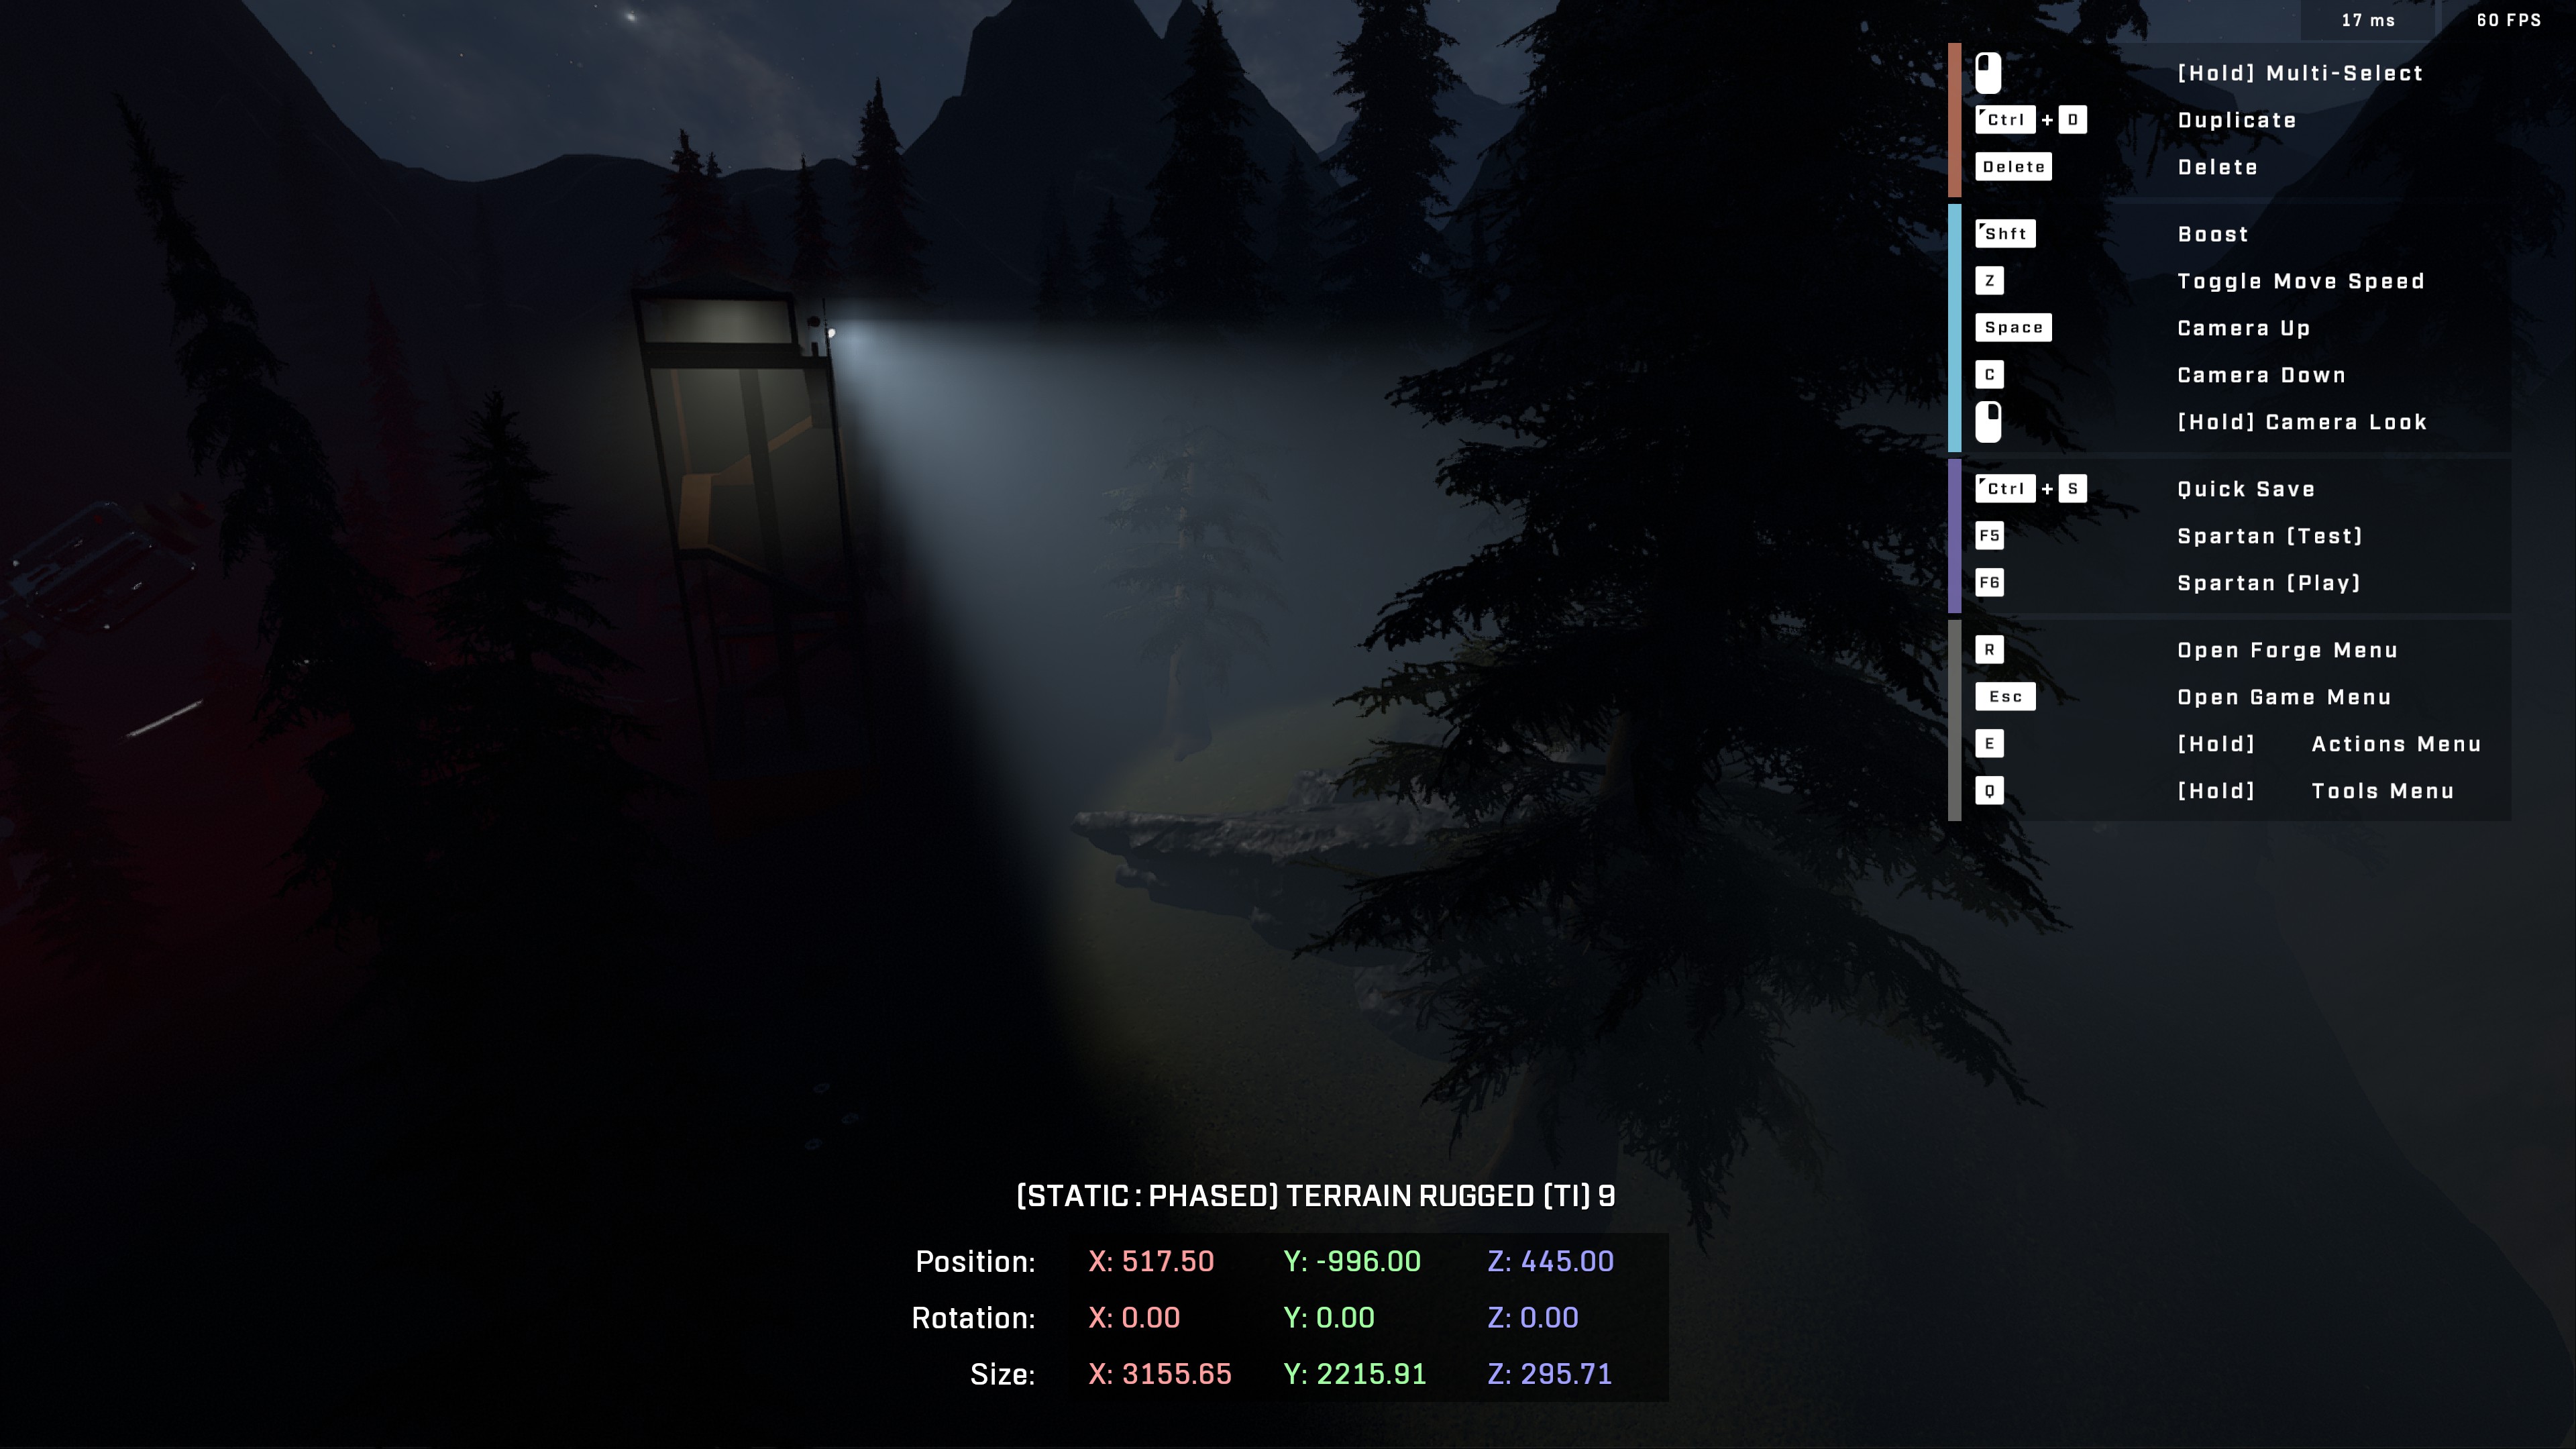 17 ms 60 FPS
[Hold] Multi-Select
Ctrl + D Duplicate
Delete Delete
Shft Boost
Z Toggle Move Speed
Space Camera Up
C Camera Down
[Hold] Camera Look
Ctrl + S Quick Save
F5 Spartan (Test)
F6 Spartan (Play)
R Open Forge Menu
Esc Open Game Menu
E [Hold] Actions Menu
Q [Hold] Tools Menu
(STATIC : PHASED) TERRAIN RUGGED (TI) 9
Position: X: 517.50 Y: -996.00 Z: 445.00
Rotation: X: 0.00 Y: 0.00 Z: 0.00
Size: X: 3155.65 Y: 2215.91 Z: 295.71